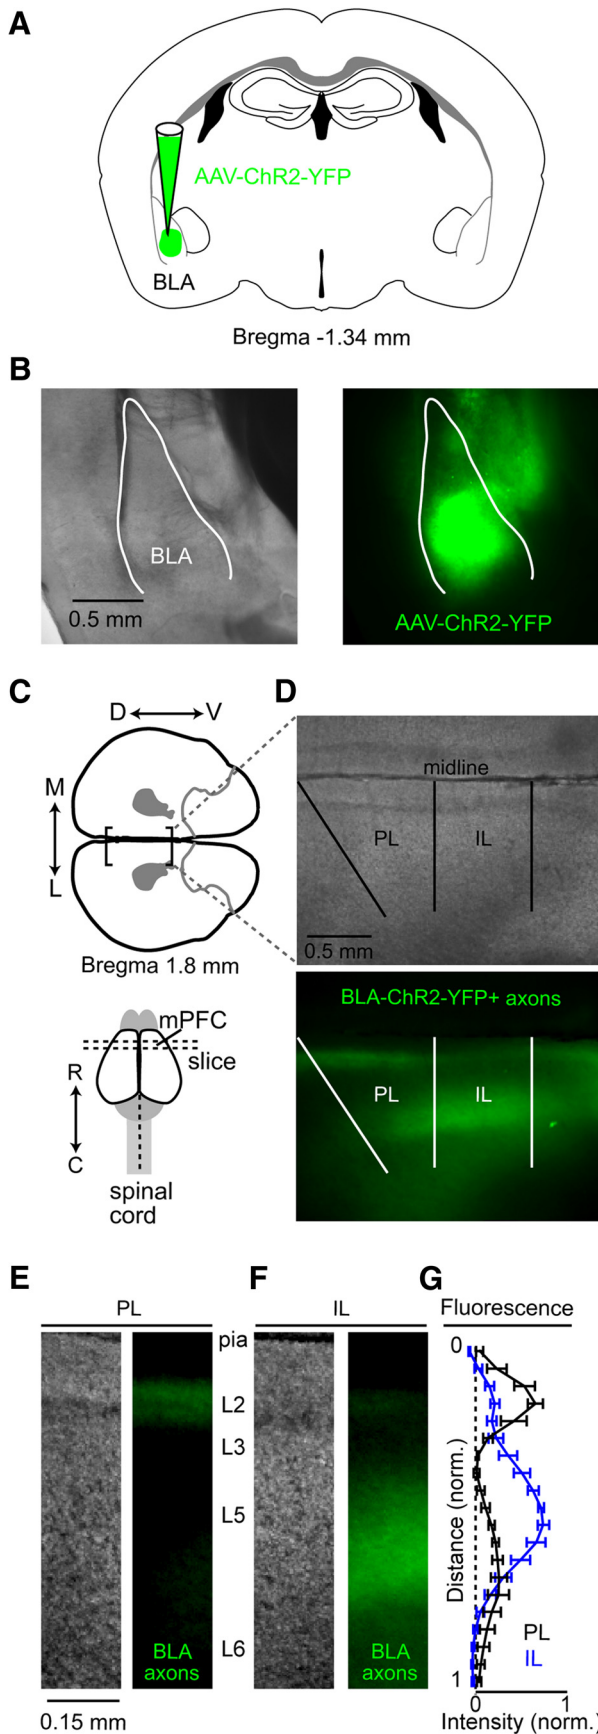 A
AAV-ChR2-YFP
BLA
Bregma -1.34 mm
B
BLA
0.5 mm
AAV-ChR2-YFP
C
D V
M
L
Bregma 1.8 mm
mPFC
slice
R
C
spinal
cord
D
midline
PL IL
0.5 mm
BLA-ChR2-YFP+ axons
PL IL
E
PL
BLA
axons
0.15 mm
pia
L2
L3
L5
L6
F
IL
BLA
axons
G
Fluorescence
0
Distance (norm.)
1
PL
IL
0 1
Intensity (norm.)